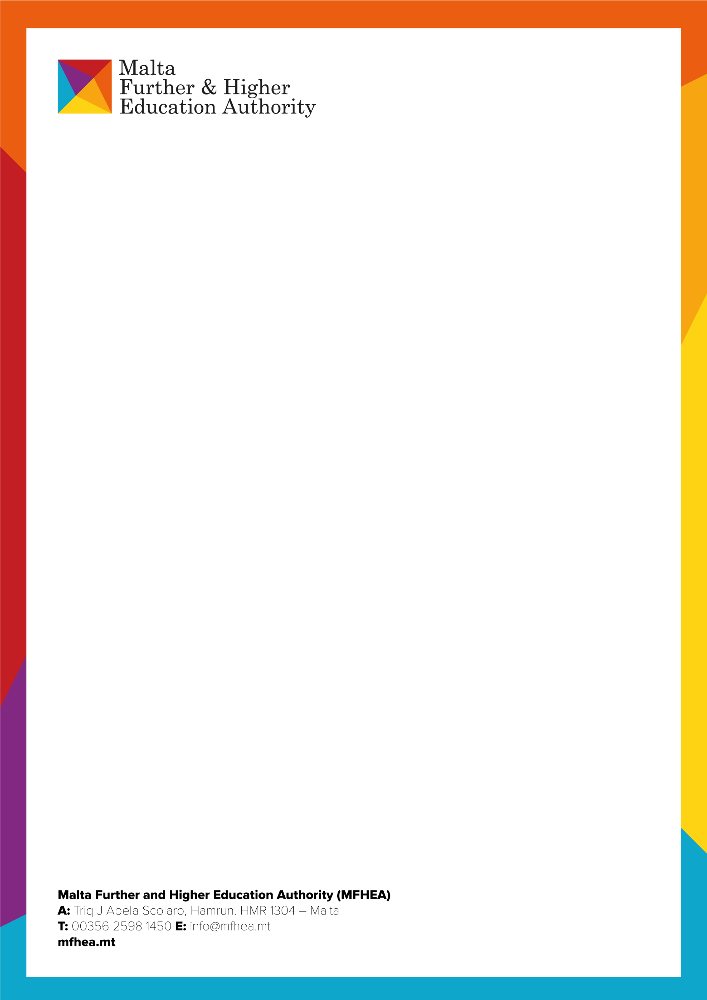 Malta
Further & Higher
Education Authority
Malta Further and Higher Education Authority (MFHEA)
A: Triq J Abela Scolaro, Hamrun. HMR 1304 – Malta
T: 00356 2598 1450 E: info@mfhea.mt
mfhea.mt